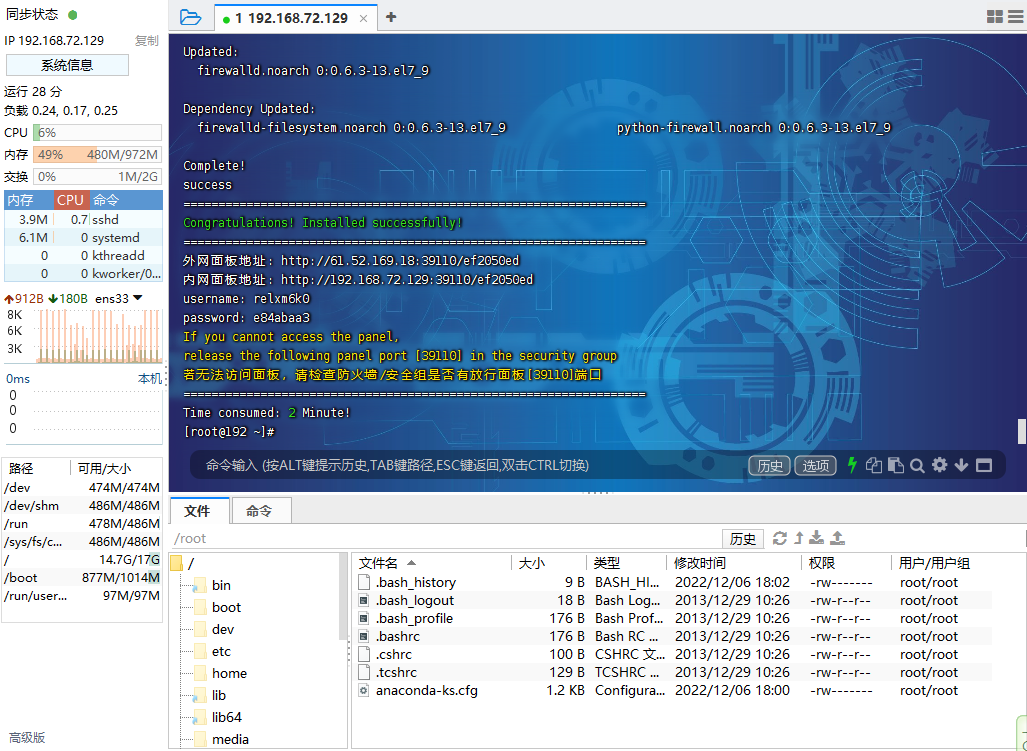 同步状态
IP 192.168.72.129 复制
系统信息
运行 28 分
负载 0.24, 0.17, 0.25
CPU 6%
内存 49% 480M/972M
交换 0% 1M/2G
内存 CPU 命令
3.9M 0.7 sshd
6.1M 0 systemd
0 0 kthreadd
0 0 kworker/0...
912B 180B ens33
8K
6K
3K
0ms 本机
0
0
0
路径 可用/大小
/dev 474M/474M
/dev/shm 486M/486M
/run 478M/486M
/sys/fs/c... 486M/486M
/ 14.7G/17G
/boot 877M/1014M
/run/user... 97M/97M
高级版
1 192.168.72.129 × +
Updated:
firewalld.noarch 0:0.6.3-13.el7_9
Dependency Updated:
firewalld-filesystem.noarch 0:0.6.3-13.el7_9 python-firewall.noarch 0:0.6.3-13.el7_9
Complete!
success
==================================================================
Congratulations! Installed successfully!
==================================================================
外网面板地址: http://61.52.169.18:39110/ef2050ed
内网面板地址: http://192.168.72.129:39110/ef2050ed
username: relxm6k0
password: e84abaa3
If you cannot access the panel,
release the following panel port [39110] in the security group
若无法访问面板，请检查防火墙/安全组是否有放行面板[39110]端口
==================================================================
Time consumed: 2 Minute!
[root@192 ~]#
命令输入 (按ALT键提示历史,TAB键路径,ESC键返回,双击CTRL切换) 历史 选项
文件 命令
/root 历史
/
bin
boot
dev
etc
home
lib
lib64
media
文件名 大小 类型 修改时间 权限 用户/用户组
.bash_history 9 B BASH_HI... 2022/12/06 18:02 -rw------- root/root
.bash_logout 18 B Bash Log... 2013/12/29 10:26 -rw-r--r-- root/root
.bash_profile 176 B Bash Prof... 2013/12/29 10:26 -rw-r--r-- root/root
.bashrc 176 B Bash RC ... 2013/12/29 10:26 -rw-r--r-- root/root
.cshrc 100 B CSHRC 文... 2013/12/29 10:26 -rw-r--r-- root/root
.tcshrc 129 B TCSHRC ... 2013/12/29 10:26 -rw-r--r-- root/root
anaconda-ks.cfg 1.2 KB Configura... 2022/12/06 18:00 -rw------- root/root